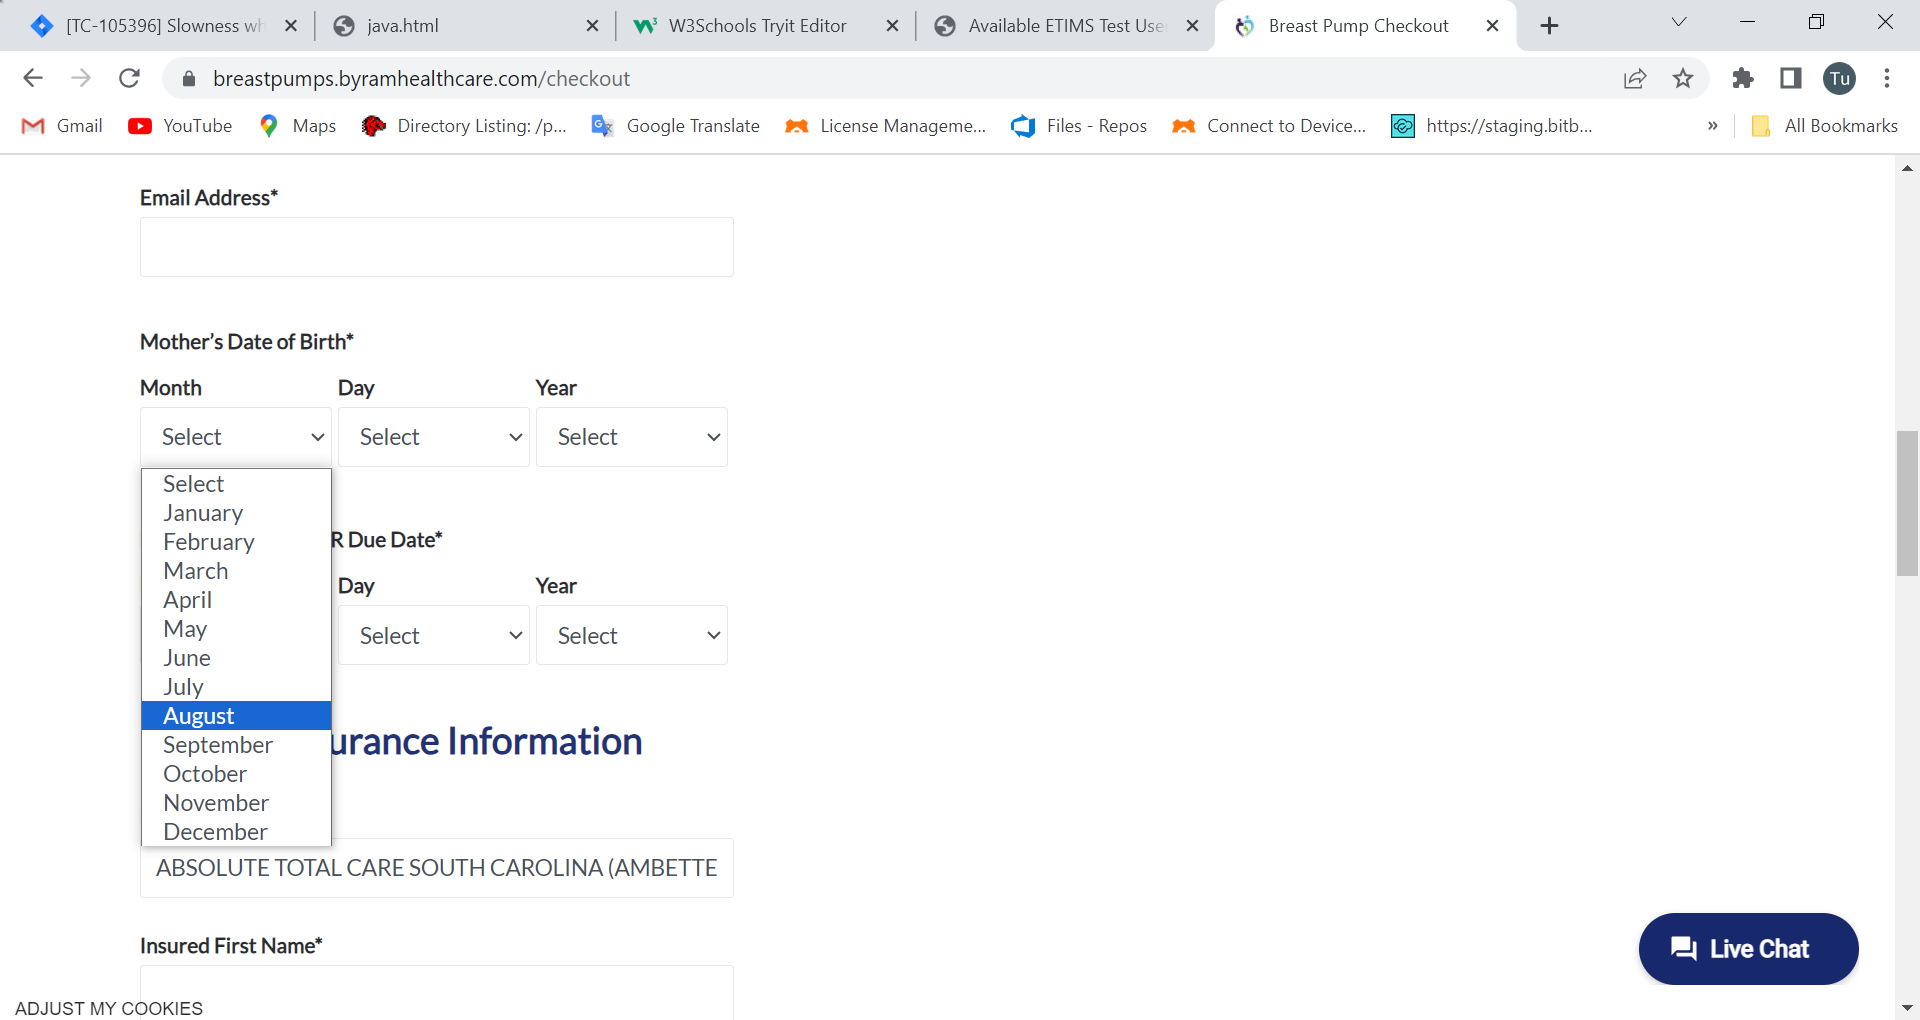 [TC-105396] Slowness wh
java.html
W3Schools Tryit Editor
Available ETIMS Test Use
Breast Pump Checkout
breastpumps.byramhealthcare.com/checkout
Tu
Gmail
YouTube
Maps
Directory Listing: /p...
Google Translate
License Manageme...
Files - Repos
Connect to Device...
https://staging.bitb...
»
All Bookmarks
Email Address*
Mother's Date of Birth*
Month Day Year
Select Select Select
Select
January
February
March
April
May
June
July
August
September
October
November
December
R Due Date*
Day Year
Select Select
urance Information
ABSOLUTE TOTAL CARE SOUTH CAROLINA (AMBETTE
Insured First Name*
Live Chat
ADJUST MY COOKIES